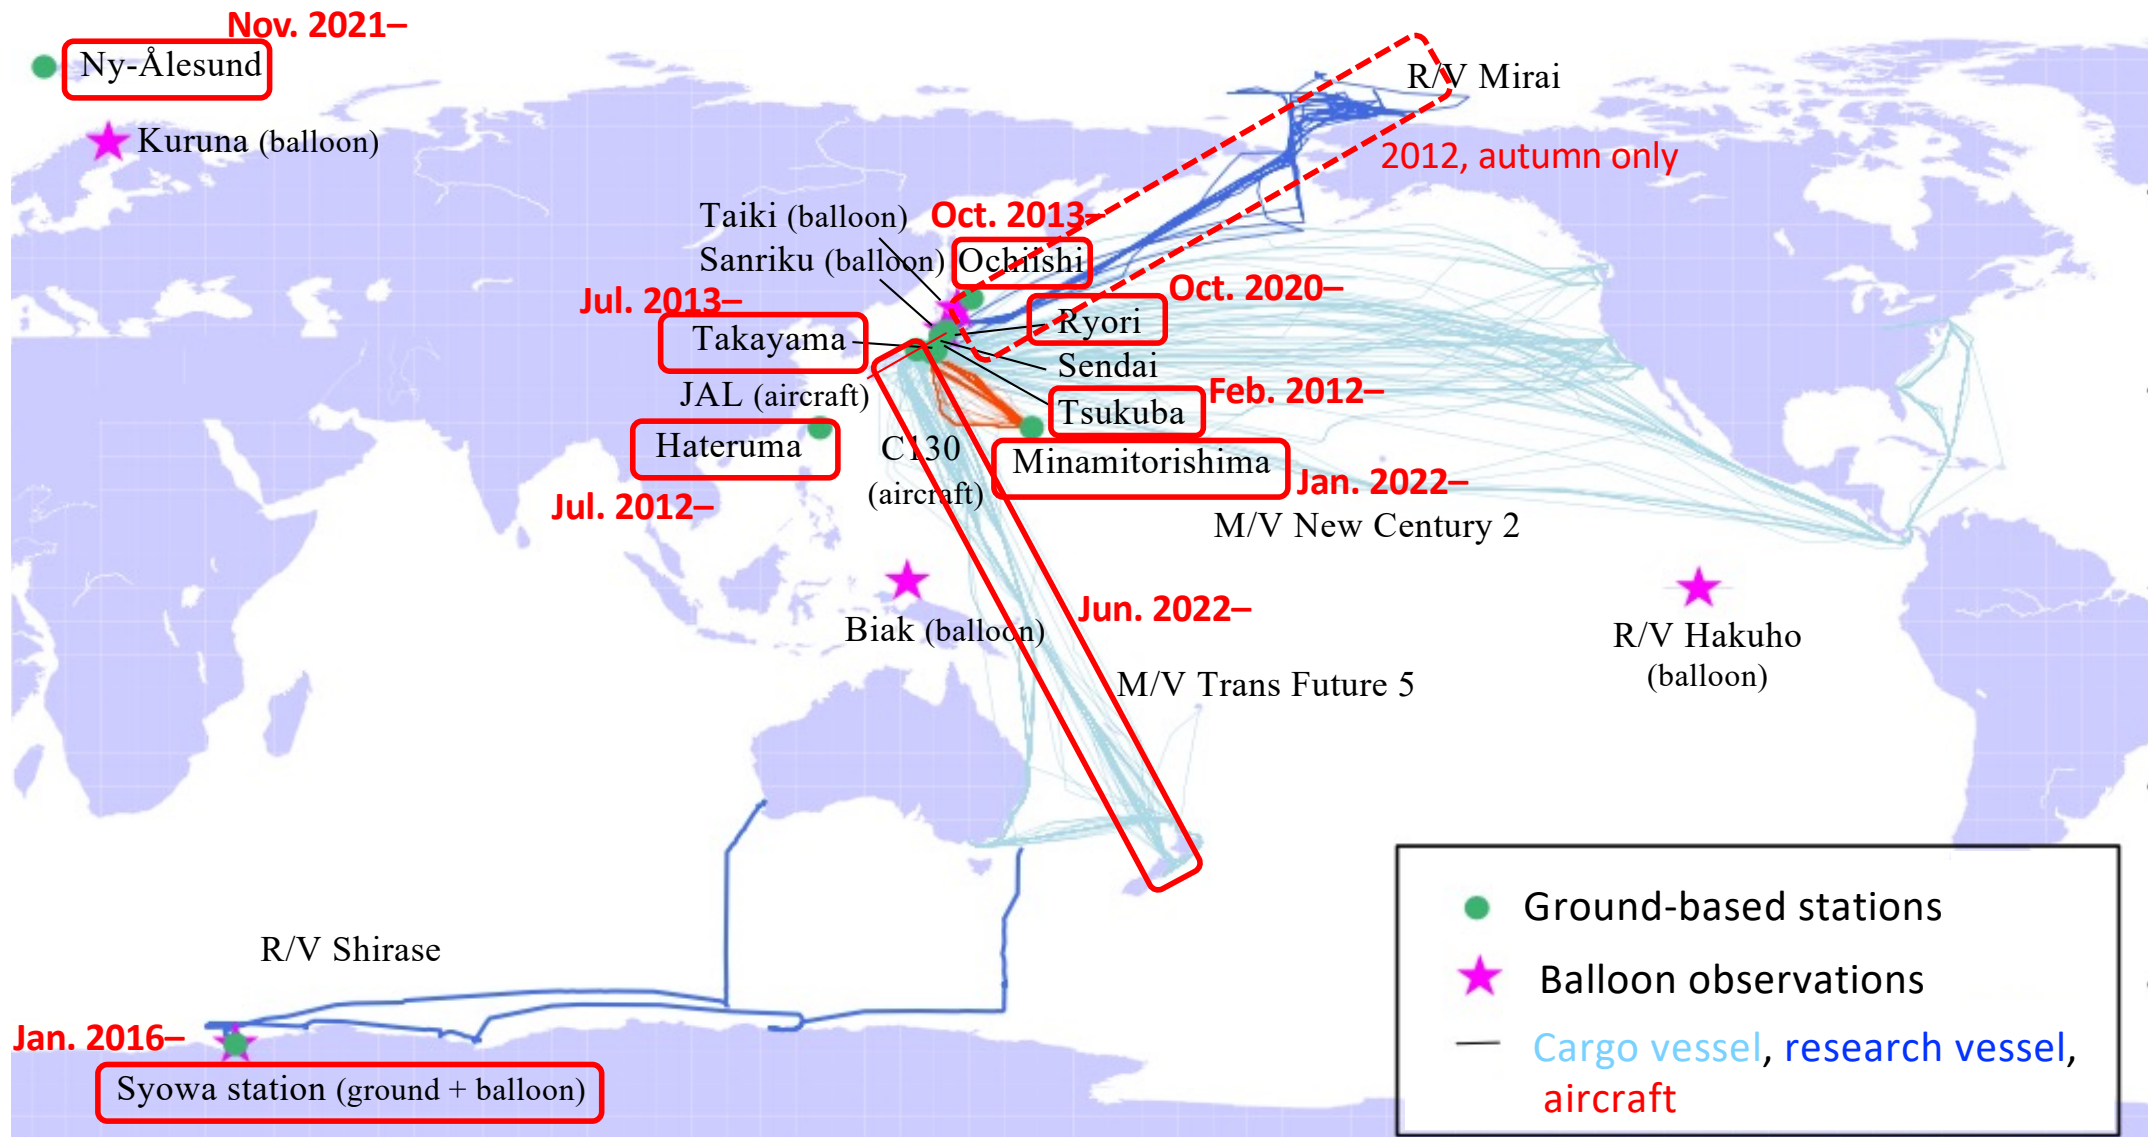 Nov. 2021–
Ny-Ålesund
R/V Mirai
Kuruna (balloon)
2012, autumn only
Taiki (balloon)
Oct. 2013–
Sanriku (balloon)
Ochiishi
Jul. 2013–
Oct. 2020–
Takayama
Ryori
Sendai
JAL (aircraft)
Feb. 2012–
Tsukuba
Hateruma
C130
(aircraft)
Minamitorishima
Jan. 2022–
Jul. 2012–
M/V New Century 2
Jun. 2022–
Biak (balloon)
R/V Hakuho
(balloon)
M/V Trans Future 5
R/V Shirase
Jan. 2016–
Syowa station (ground + balloon)
Ground-based stations
Balloon observations
Cargo vessel, research vessel,
aircraft